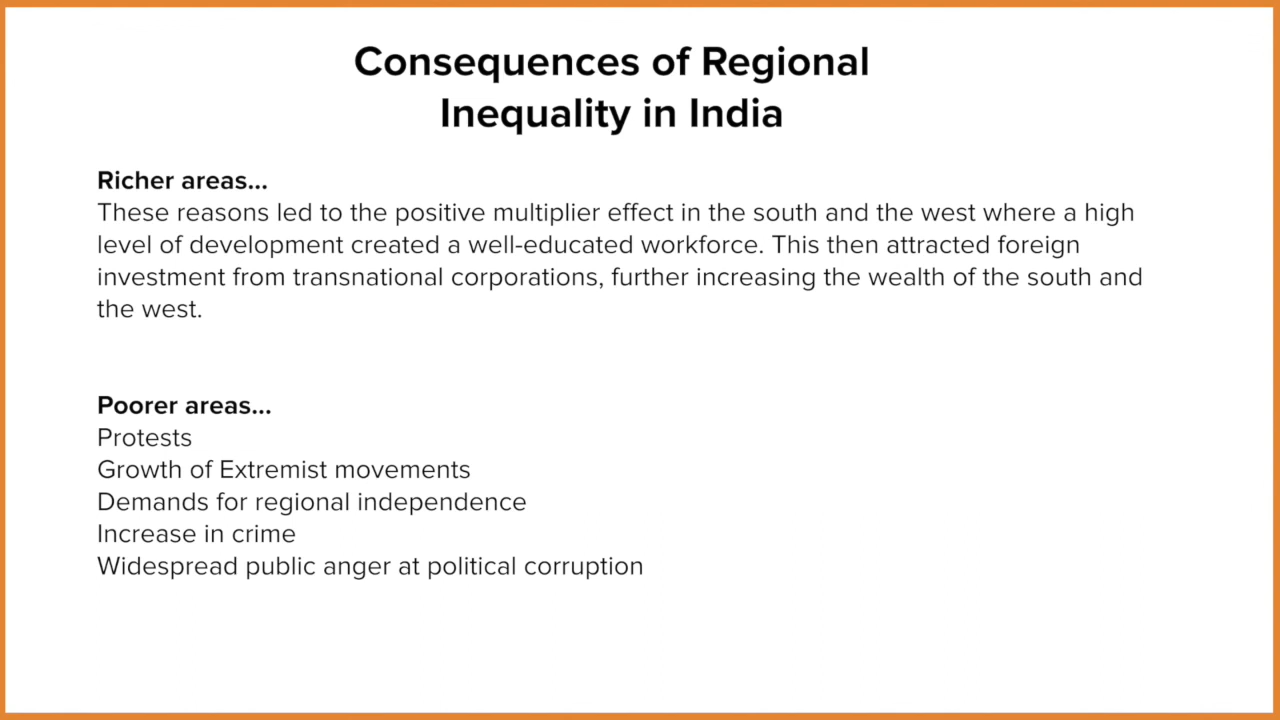 Consequences of Regional
Inequality in India
Richer areas...
These reasons led to the positive multiplier effect in the south and the west where a high
level of development created a well-educated workforce. This then attracted foreign
investment from transnational corporations, further increasing the wealth of the south and
the west.
Poorer areas...
Protests
Growth of Extremist movements
Demands for regional independence
Increase in crime
Widespread public anger at political corruption